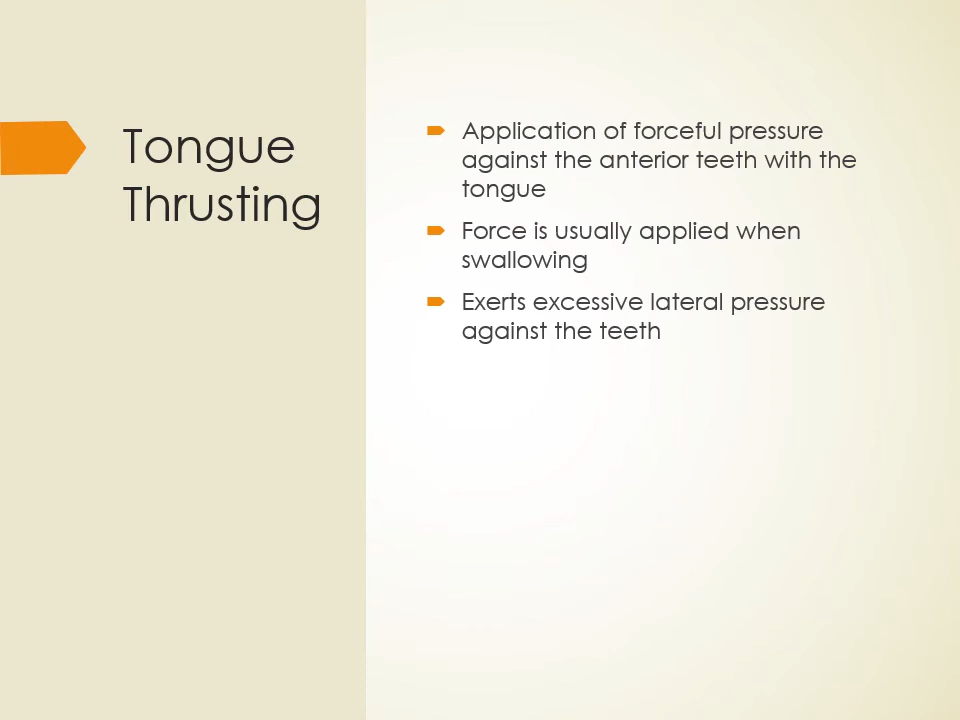 Tongue
Thrusting
Application of forceful pressure
against the anterior teeth with the
tongue
Force is usually applied when
swallowing
Exerts excessive lateral pressure
against the teeth